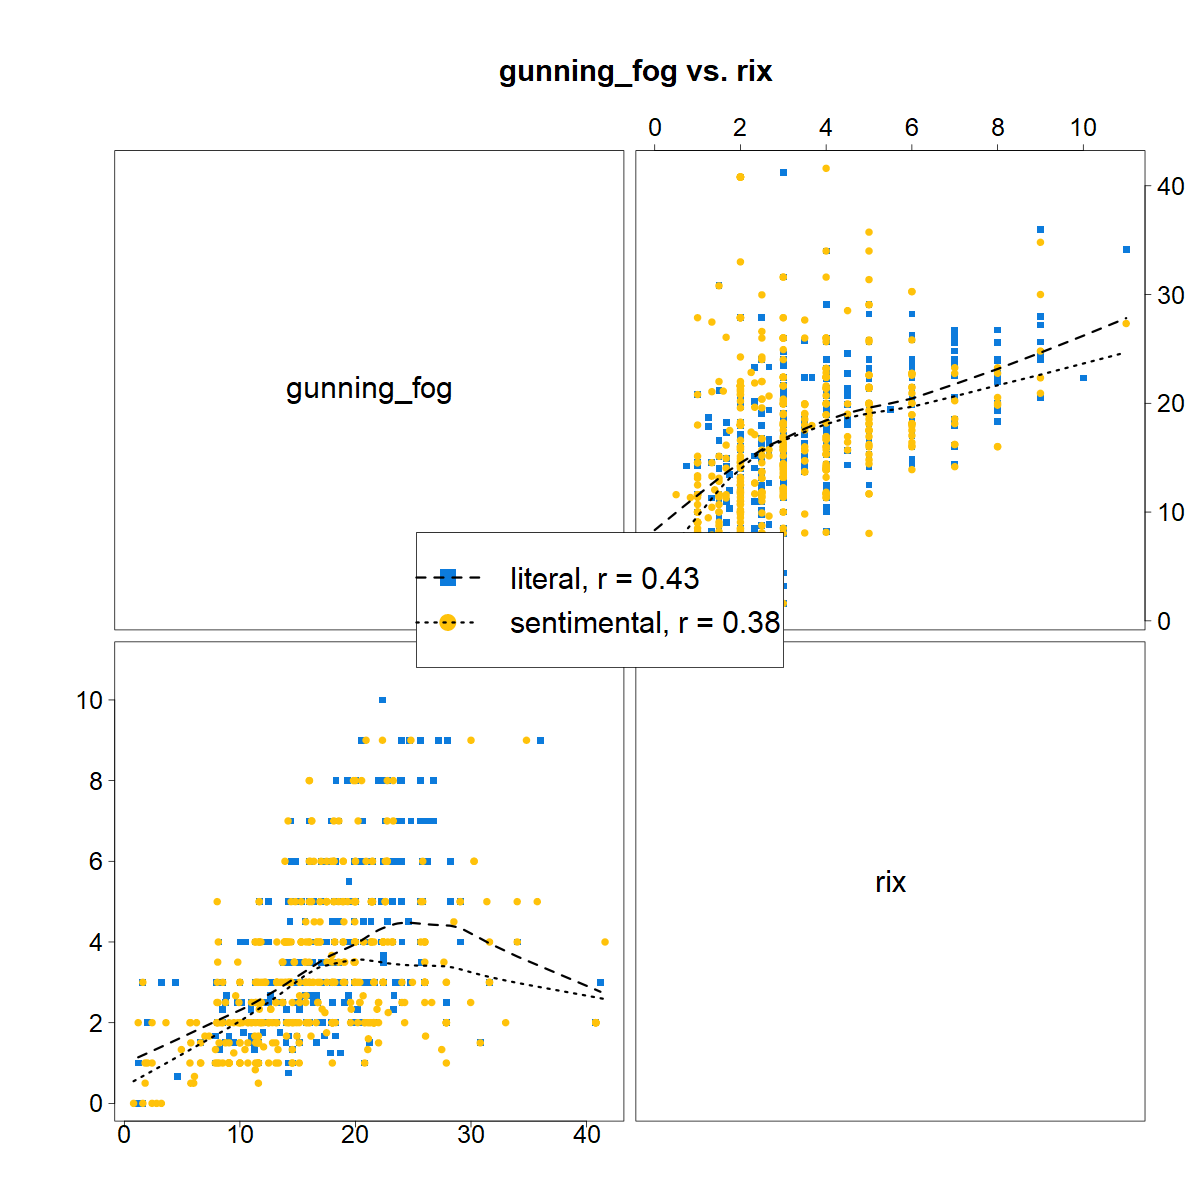 gunning_fog vs. rix
0 2 4 6 8 10
gunning_fog
40
30
20
10
0
literal, r = 0.43
sentimental, r = 0.38
10
8
6
4
2
0
rix
0 10 20 30 40